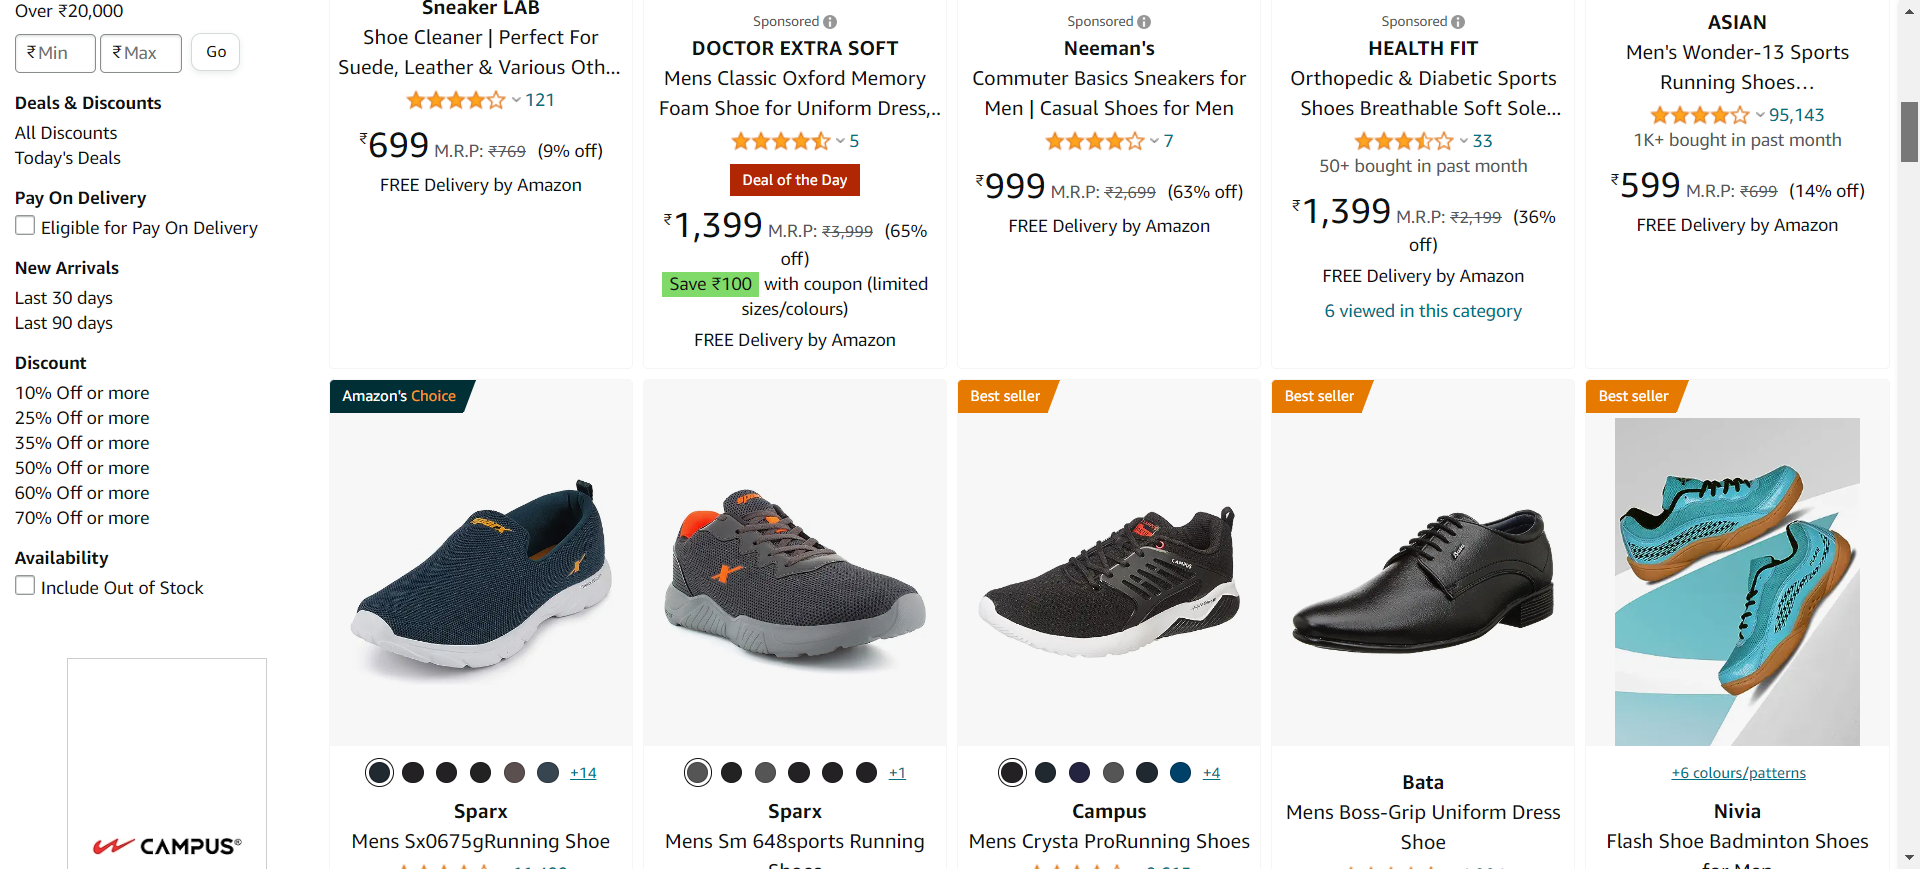 Over ₹20,000
₹Min ₹Max Go
Deals & Discounts
All Discounts
Today's Deals
Pay On Delivery
Eligible for Pay On Delivery
New Arrivals
Last 30 days
Last 90 days
Discount
10% Off or more
25% Off or more
35% Off or more
50% Off or more
60% Off or more
70% Off or more
Availability
Include Out of Stock
CAMPUS®
Sneaker LAB
Shoe Cleaner | Perfect For
Suede, Leather & Various Oth...
121
₹699 M.R.P: ₹769 (9% off)
FREE Delivery by Amazon
Sponsored
DOCTOR EXTRA SOFT
Mens Classic Oxford Memory
Foam Shoe for Uniform Dress,..
5
Deal of the Day
₹1,399 M.R.P: ₹3,999 (65%
off)
Save ₹100 with coupon (limited
sizes/colours)
FREE Delivery by Amazon
Sponsored
Neeman's
Commuter Basics Sneakers for
Men | Casual Shoes for Men
7
₹999 M.R.P: ₹2,699 (63% off)
FREE Delivery by Amazon
Sponsored
HEALTH FIT
Orthopedic & Diabetic Sports
Shoes Breathable Soft Sole...
33
50+ bought in past month
₹1,399 M.R.P: ₹2,199 (36%
off)
FREE Delivery by Amazon
6 viewed in this category
ASIAN
Men's Wonder-13 Sports
Running Shoes...
95,143
1K+ bought in past month
₹599 M.R.P: ₹699 (14% off)
FREE Delivery by Amazon
Amazon's Choice
sparx
+14
Sparx
Mens Sx0675gRunning Shoe
sparx
+1
Sparx
Mens Sm 648sports Running
Shoes
Best seller
CAMPUS
+4
Campus
Mens Crysta ProRunning Shoes
Best seller
Bata
Bata
Mens Boss-Grip Uniform Dress
Shoe
Best seller
+6 colours/patterns
Nivia
Flash Shoe Badminton Shoes
for Men